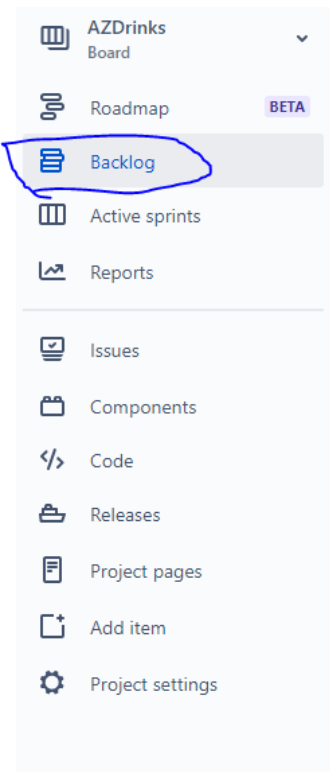 AZDrinks
Board
Roadmap BETA
Backlog
Active sprints
Reports
Issues
Components
Code
Releases
Project pages
Add item
Project settings